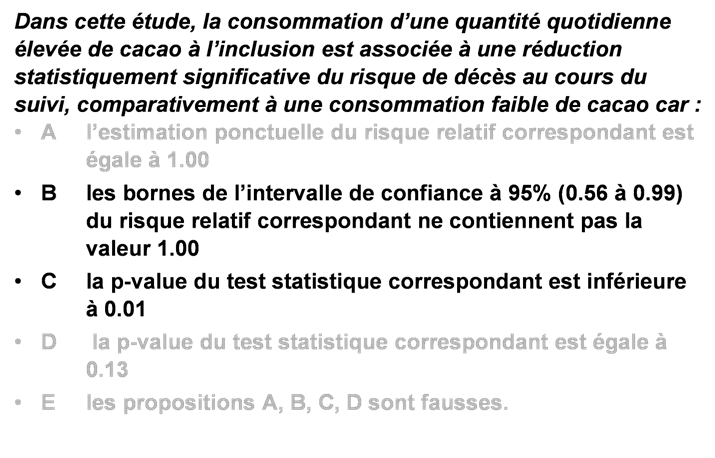 Dans cette étude, la consommation d’une quantité quotidienne
élevée de cacao à l’inclusion est associée à une réduction
statistiquement significative du risque de décès au cours du
suivi, comparativement à une consommation faible de cacao car :
• A l’estimation ponctuelle du risque relatif correspondant est
égale à 1.00
• B les bornes de l’intervalle de confiance à 95% (0.56 à 0.99)
du risque relatif correspondant ne contiennent pas la
valeur 1.00
• C la p-value du test statistique correspondant est inférieure
à 0.01
• D la p-value du test statistique correspondant est égale à
0.13
• E les propositions A, B, C, D sont fausses.